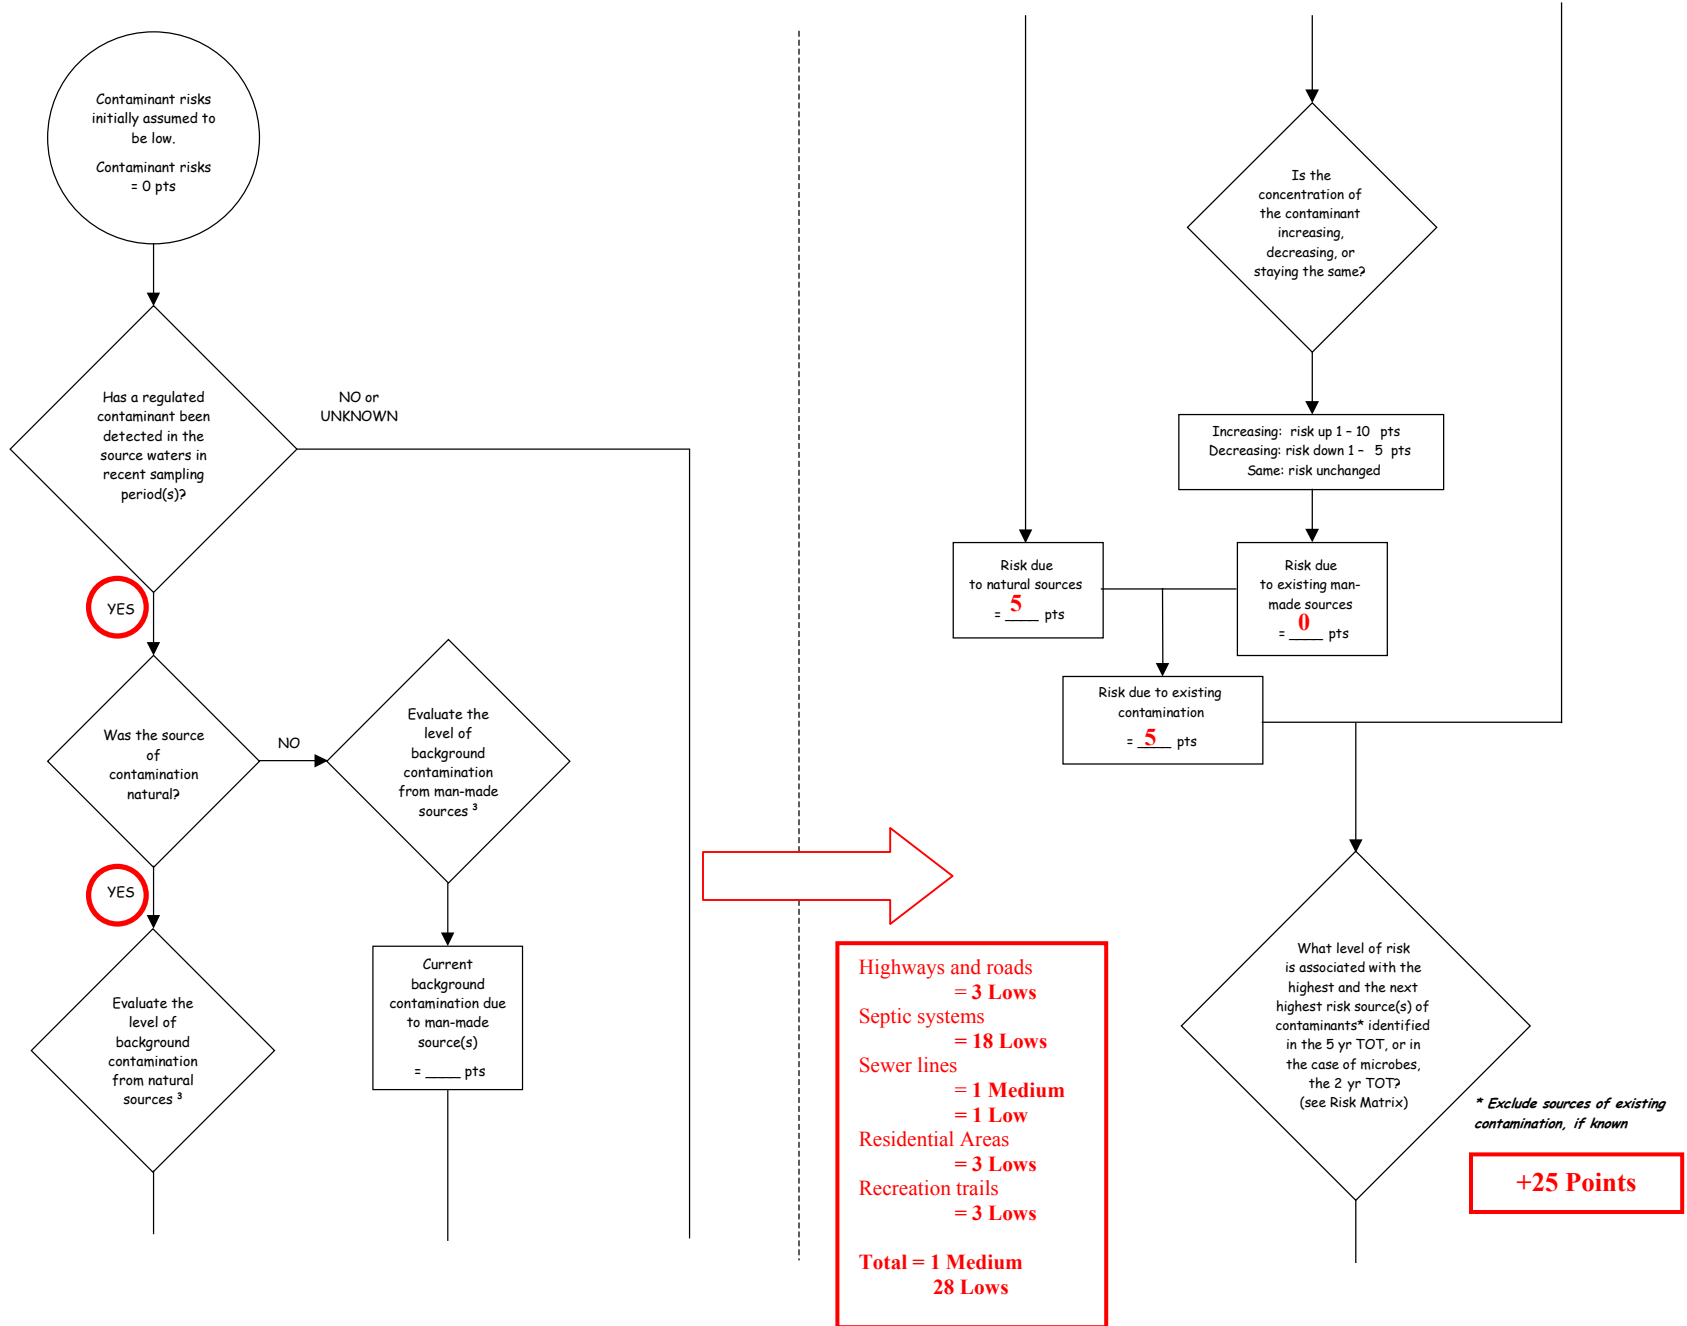 Contaminant risks
initially assumed to
be low.
Contaminant risks
= 0 pts
Has a regulated
contaminant been
detected in the
source waters in
recent sampling
period(s)?
NO or
UNKNOWN
YES
Was the source
of
contamination
natural?
NO
Evaluate the
level of
background
contamination
from man-made
sources ³
YES
Evaluate the
level of
background
contamination
from natural
sources ³
Current
background
contamination due
to man-made
source(s)
= ____ pts
Is the
concentration of
the contaminant
increasing,
decreasing, or
staying the same?
Increasing: risk up 1 – 10 pts
Decreasing: risk down 1 – 5 pts
Same: risk unchanged
Risk due
to natural sources
= 5 pts
Risk due
to existing man-
made sources
= 0 pts
Risk due to existing
contamination
= 5 pts
Highways and roads
= 3 Lows
Septic systems
= 18 Lows
Sewer lines
= 1 Medium
= 1 Low
Residential Areas
= 3 Lows
Recreation trails
= 3 Lows
Total = 1 Medium
28 Lows
What level of risk
is associated with the
highest and the next
highest risk source(s) of
contaminants* identified
in the 5 yr TOT, or in
the case of microbes,
the 2 yr TOT?
(see Risk Matrix)
* Exclude sources of existing
contamination, if known
+25 Points